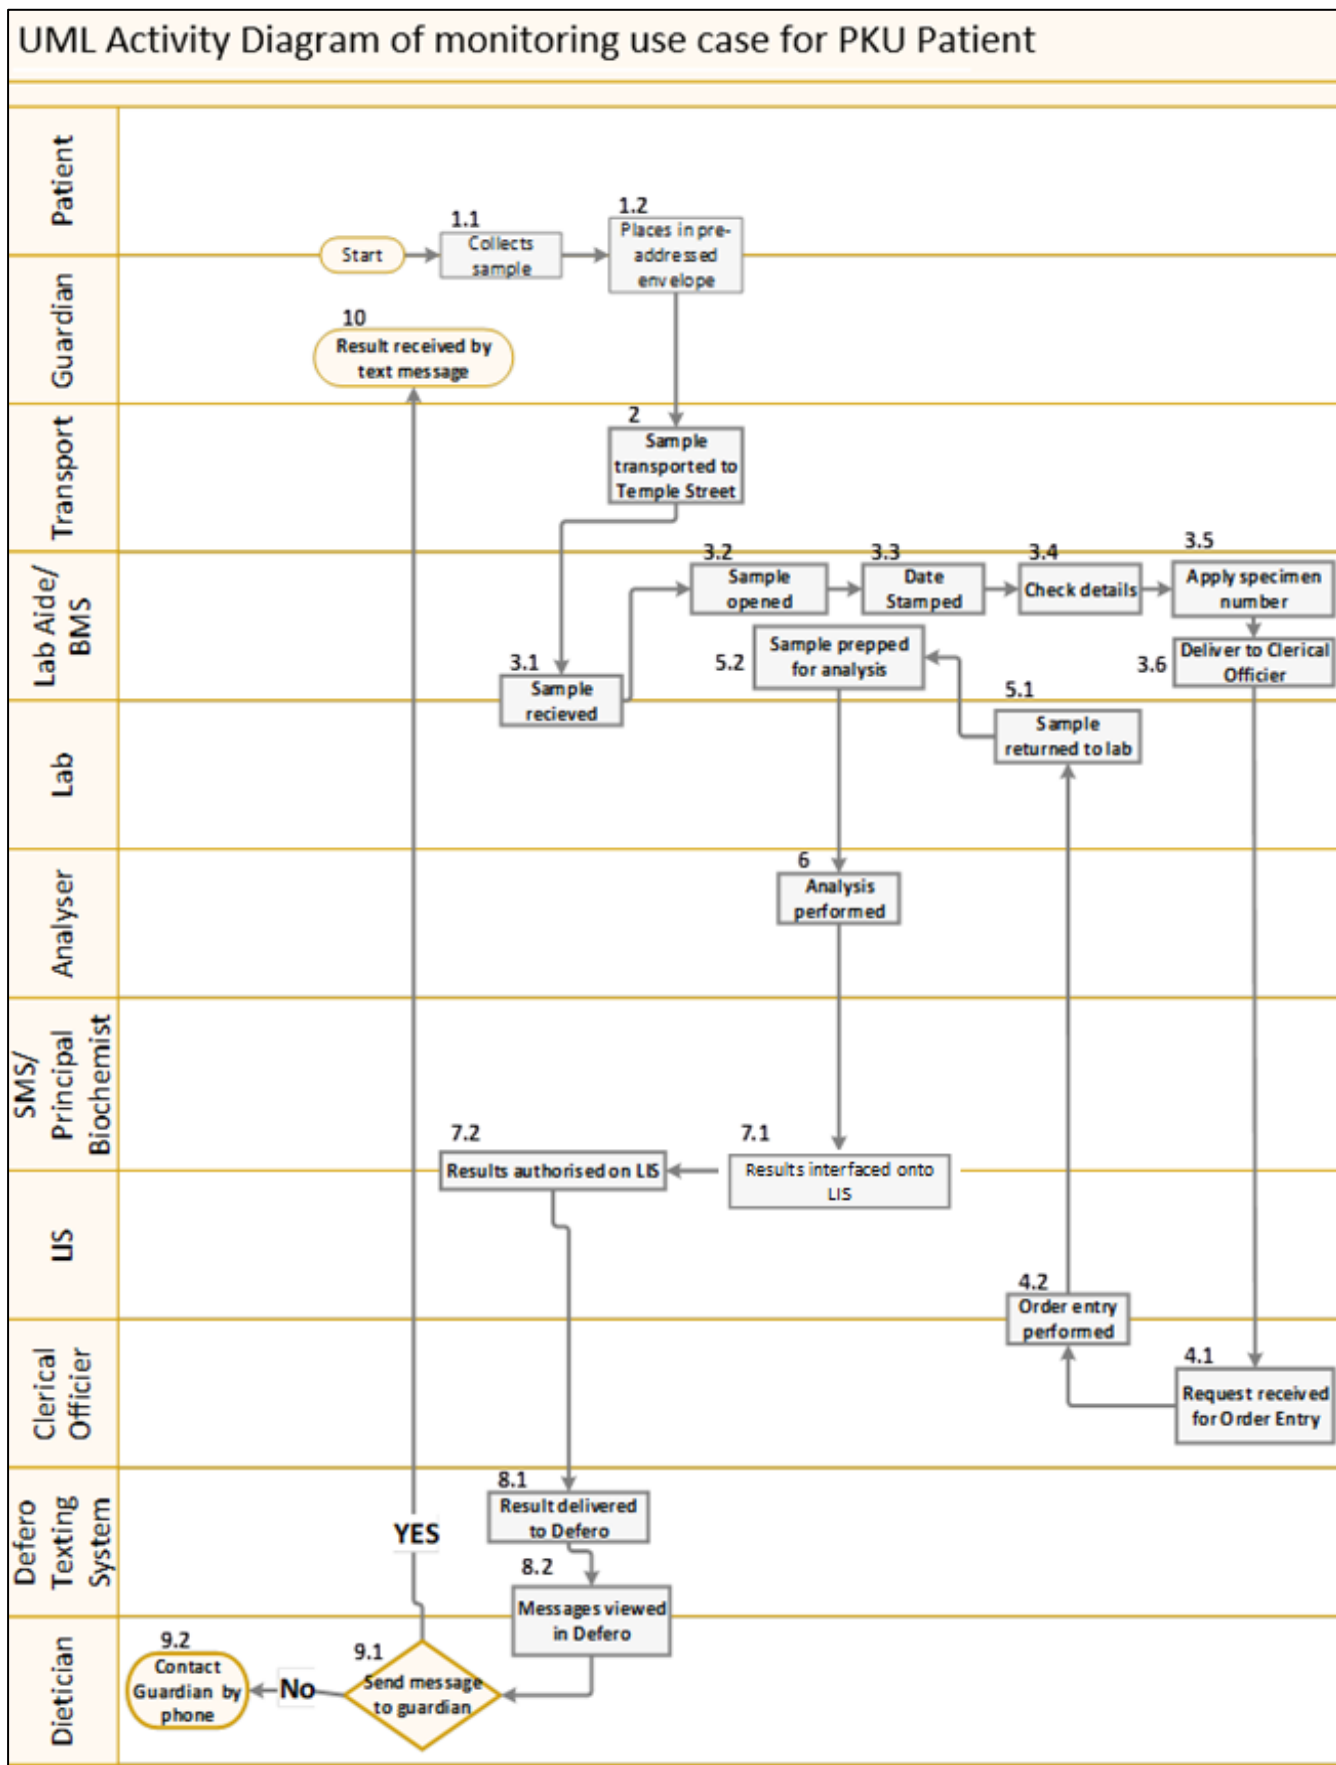 UML Activity Diagram of monitoring use case for PKU Patient
Patient
1.1
1.2
Start
Collects
sample
Places in pre-
addressed
envelope
Guardian
10
Result received by
text message
Transport
2
Sample
transported to
Temple Street
Lab Aide/
BMS
3.1
Sample
recieved
3.2
Sample
opened
3.3
Date
Stamped
3.4
Check details
3.5
Apply specimen
number
3.6
Deliver to Clerical
Officier
5.2
Sample prepped
for analysis
Lab
5.1
Sample
returned to lab
Analyser
6
Analysis
performed
SMS/
Principal
Biochemist
7.2
Results authorised on LIS
7.1
Results interfaced onto
LIS
LIS
4.2
Order entry
performed
Clerical
Officier
4.1
Request received
for Order Entry
Defero
Texting
System
YES
8.1
Result delivered
to Defero
8.2
Messages viewed
in Defero
Dietician
9.2
Contact
Guardian by
phone
No
9.1
Send message
to guardian